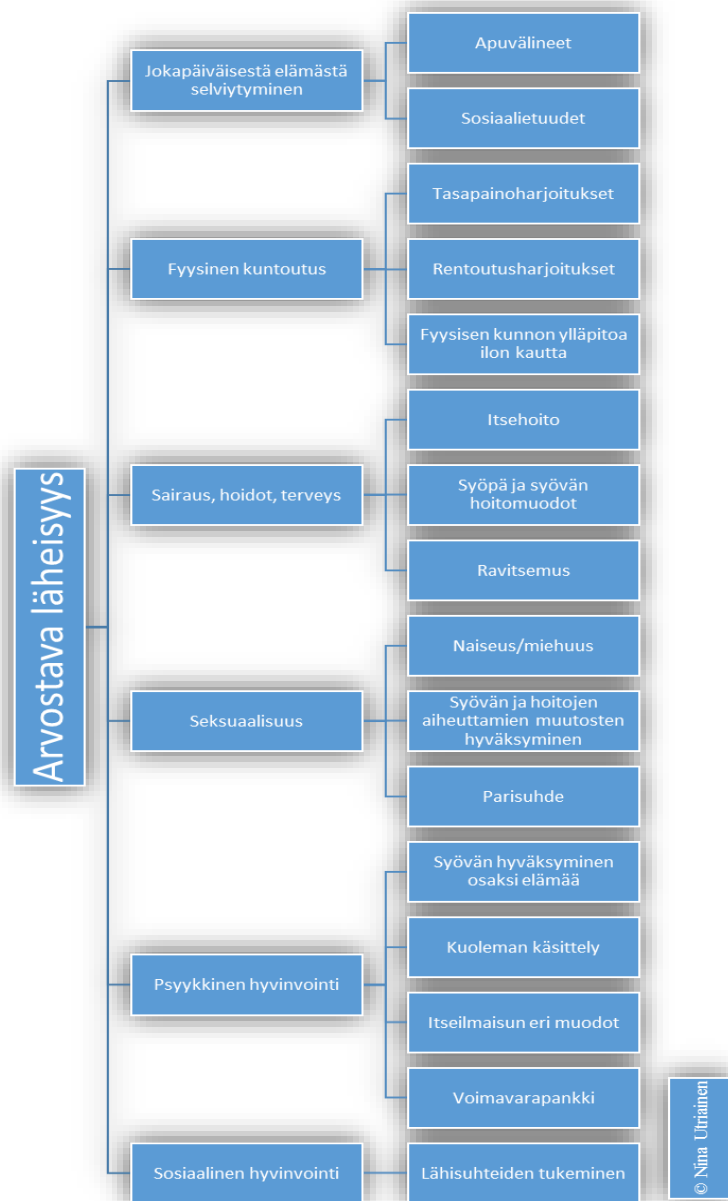 Arvostava läheisyys
Jokapäiväisestä elämästä
selviytyminen
Apuvälineet
Sosiaalietuudet
Fyysinen kuntoutus
Tasapainoharjoitukset
Rentoutusharjoitukset
Fyysisen kunnon ylläpitoa
ilon kautta
Sairaus, hoidot, terveys
Itsehoito
Syöpä ja syövän
hoitomuodot
Ravitsemus
Seksuaalisuus
Naiseus/miehuus
Syövän ja hoitojen
aiheuttamien muutosten
hyväksyminen
Parisuhde
Psyykkinen hyvinvointi
Syövän hyväksyminen
osaksi elämää
Kuoleman käsittely
Itseilmaisun eri muodot
Voimavarapankki
Sosiaalinen hyvinvointi
Lähisuhteiden tukeminen
© Nina Utriainen